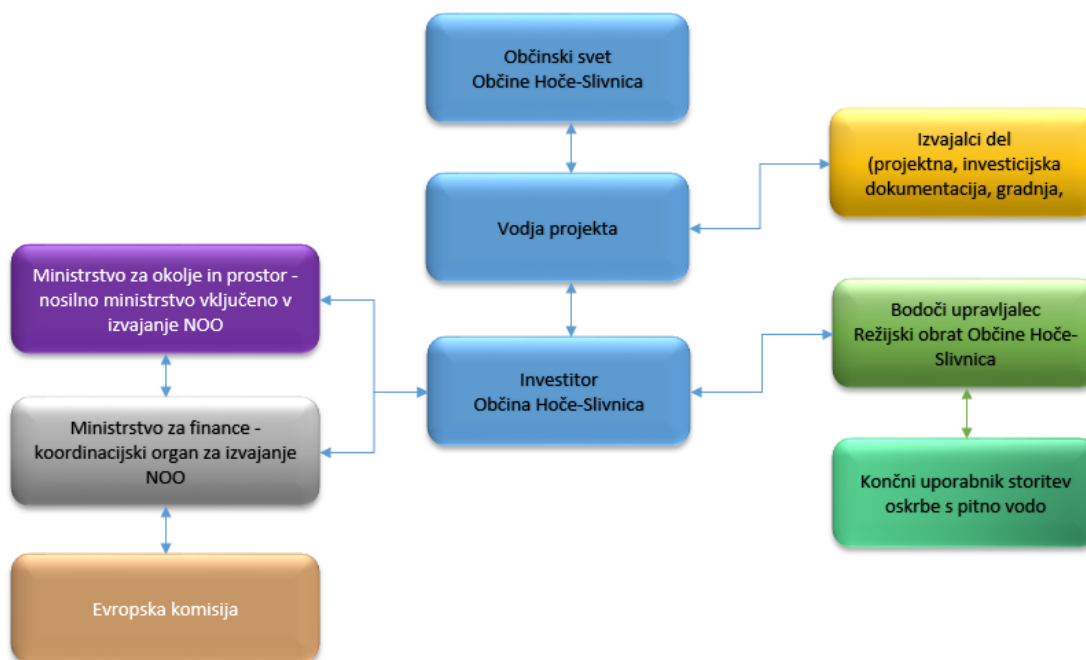 Občinski svet
Občine Hoče-Slivnica
Izvajalci del
(projektna, investicijska
dokumentacija, gradnja,
Vodja projekta
Ministrstvo za okolje in prostor -
nosilno ministrstvo vključeno v
izvajanje NOO
Bodoči upravljalec
Režijski obrat Občine Hoče-
Slivnica
Investitor
Občina Hoče-Slivnica
Ministrstvo za finance -
koordinacijski organ za izvajanje
NOO
Končni uporabnik storitev
oskrbe s pitno vodo
Evropska komisija